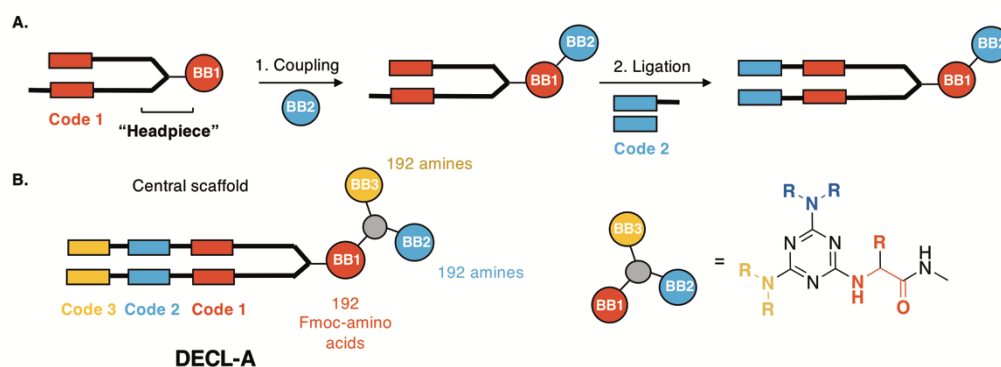 A.
BB1
Code 1
"Headpiece"
1. Coupling
BB2
BB2
BB1
2. Ligation
Code 2
BB2
BB1
B.
Central scaffold
192 amines
BB3
BB2
BB1
192 amines
Code 3 Code 2 Code 1
192
Fmoc-amino
acids
DECL-A
BB3
BB2
BB1
=
R R
N
N N
R N N N R H
R N
N
H
O